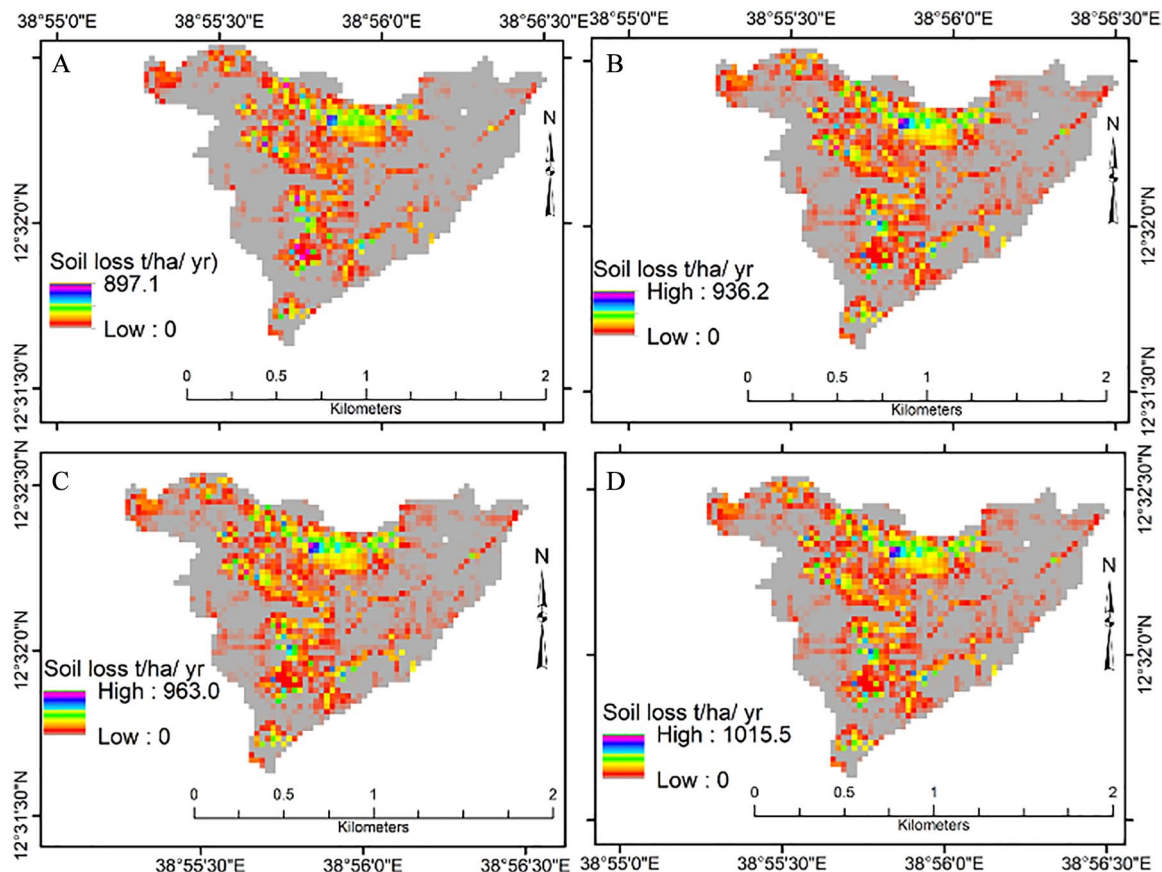 38°55'0"E 38°55'30"E 38°56'0"E 38°56'30"E 38°55'0"E 38°55'30"E 38°56'0"E 38°56'30"E
A
N
12°32'0"N
12°31'30"N
Soil loss t/ha/ yr)
897.1
Low : 0
0 0.5 1 2
Kilometers
B
N
12°32'30"N
12°32'0"N
12°31'30"N
Soil loss t/ha/ yr
High : 936.2
Low : 0
0 0.5 1 2
Kilometers
C
N
12°32'30"N
12°32'0"N
12°31'30"N
Soil loss t/ha/ yr
High : 963.0
Low : 0
0 0.5 1 2
Kilometers
D
N
12°32'30"N
12°32'0"N
12°31'30"N
Soil loss t/ha/ yr
High : 1015.5
Low : 0
0 0.5 1 2
Kilometers
38°55'30"E 38°56'0"E 38°56'30"E 38°55'0"E 38°55'30"E 38°56'0"E 38°56'30"E